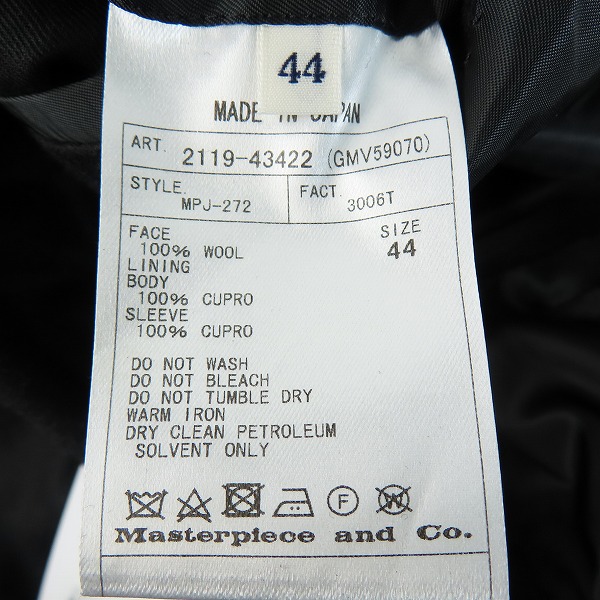 44
MADE IN JAPAN
ART. 2119-43422 (GMV59070)
STYLE. MPJ-272 FACT. 3006T
FACE SIZE
100% WOOL 44
LINING
BODY
100% CUPRO
SLEEVE
100% CUPRO
DO NOT WASH
DO NOT BLEACH
DO NOT TUMBLE DRY
WARM IRON
DRY CLEAN PETROLEUM
SOLVENT ONLY
F W
Masterpiece and Co.